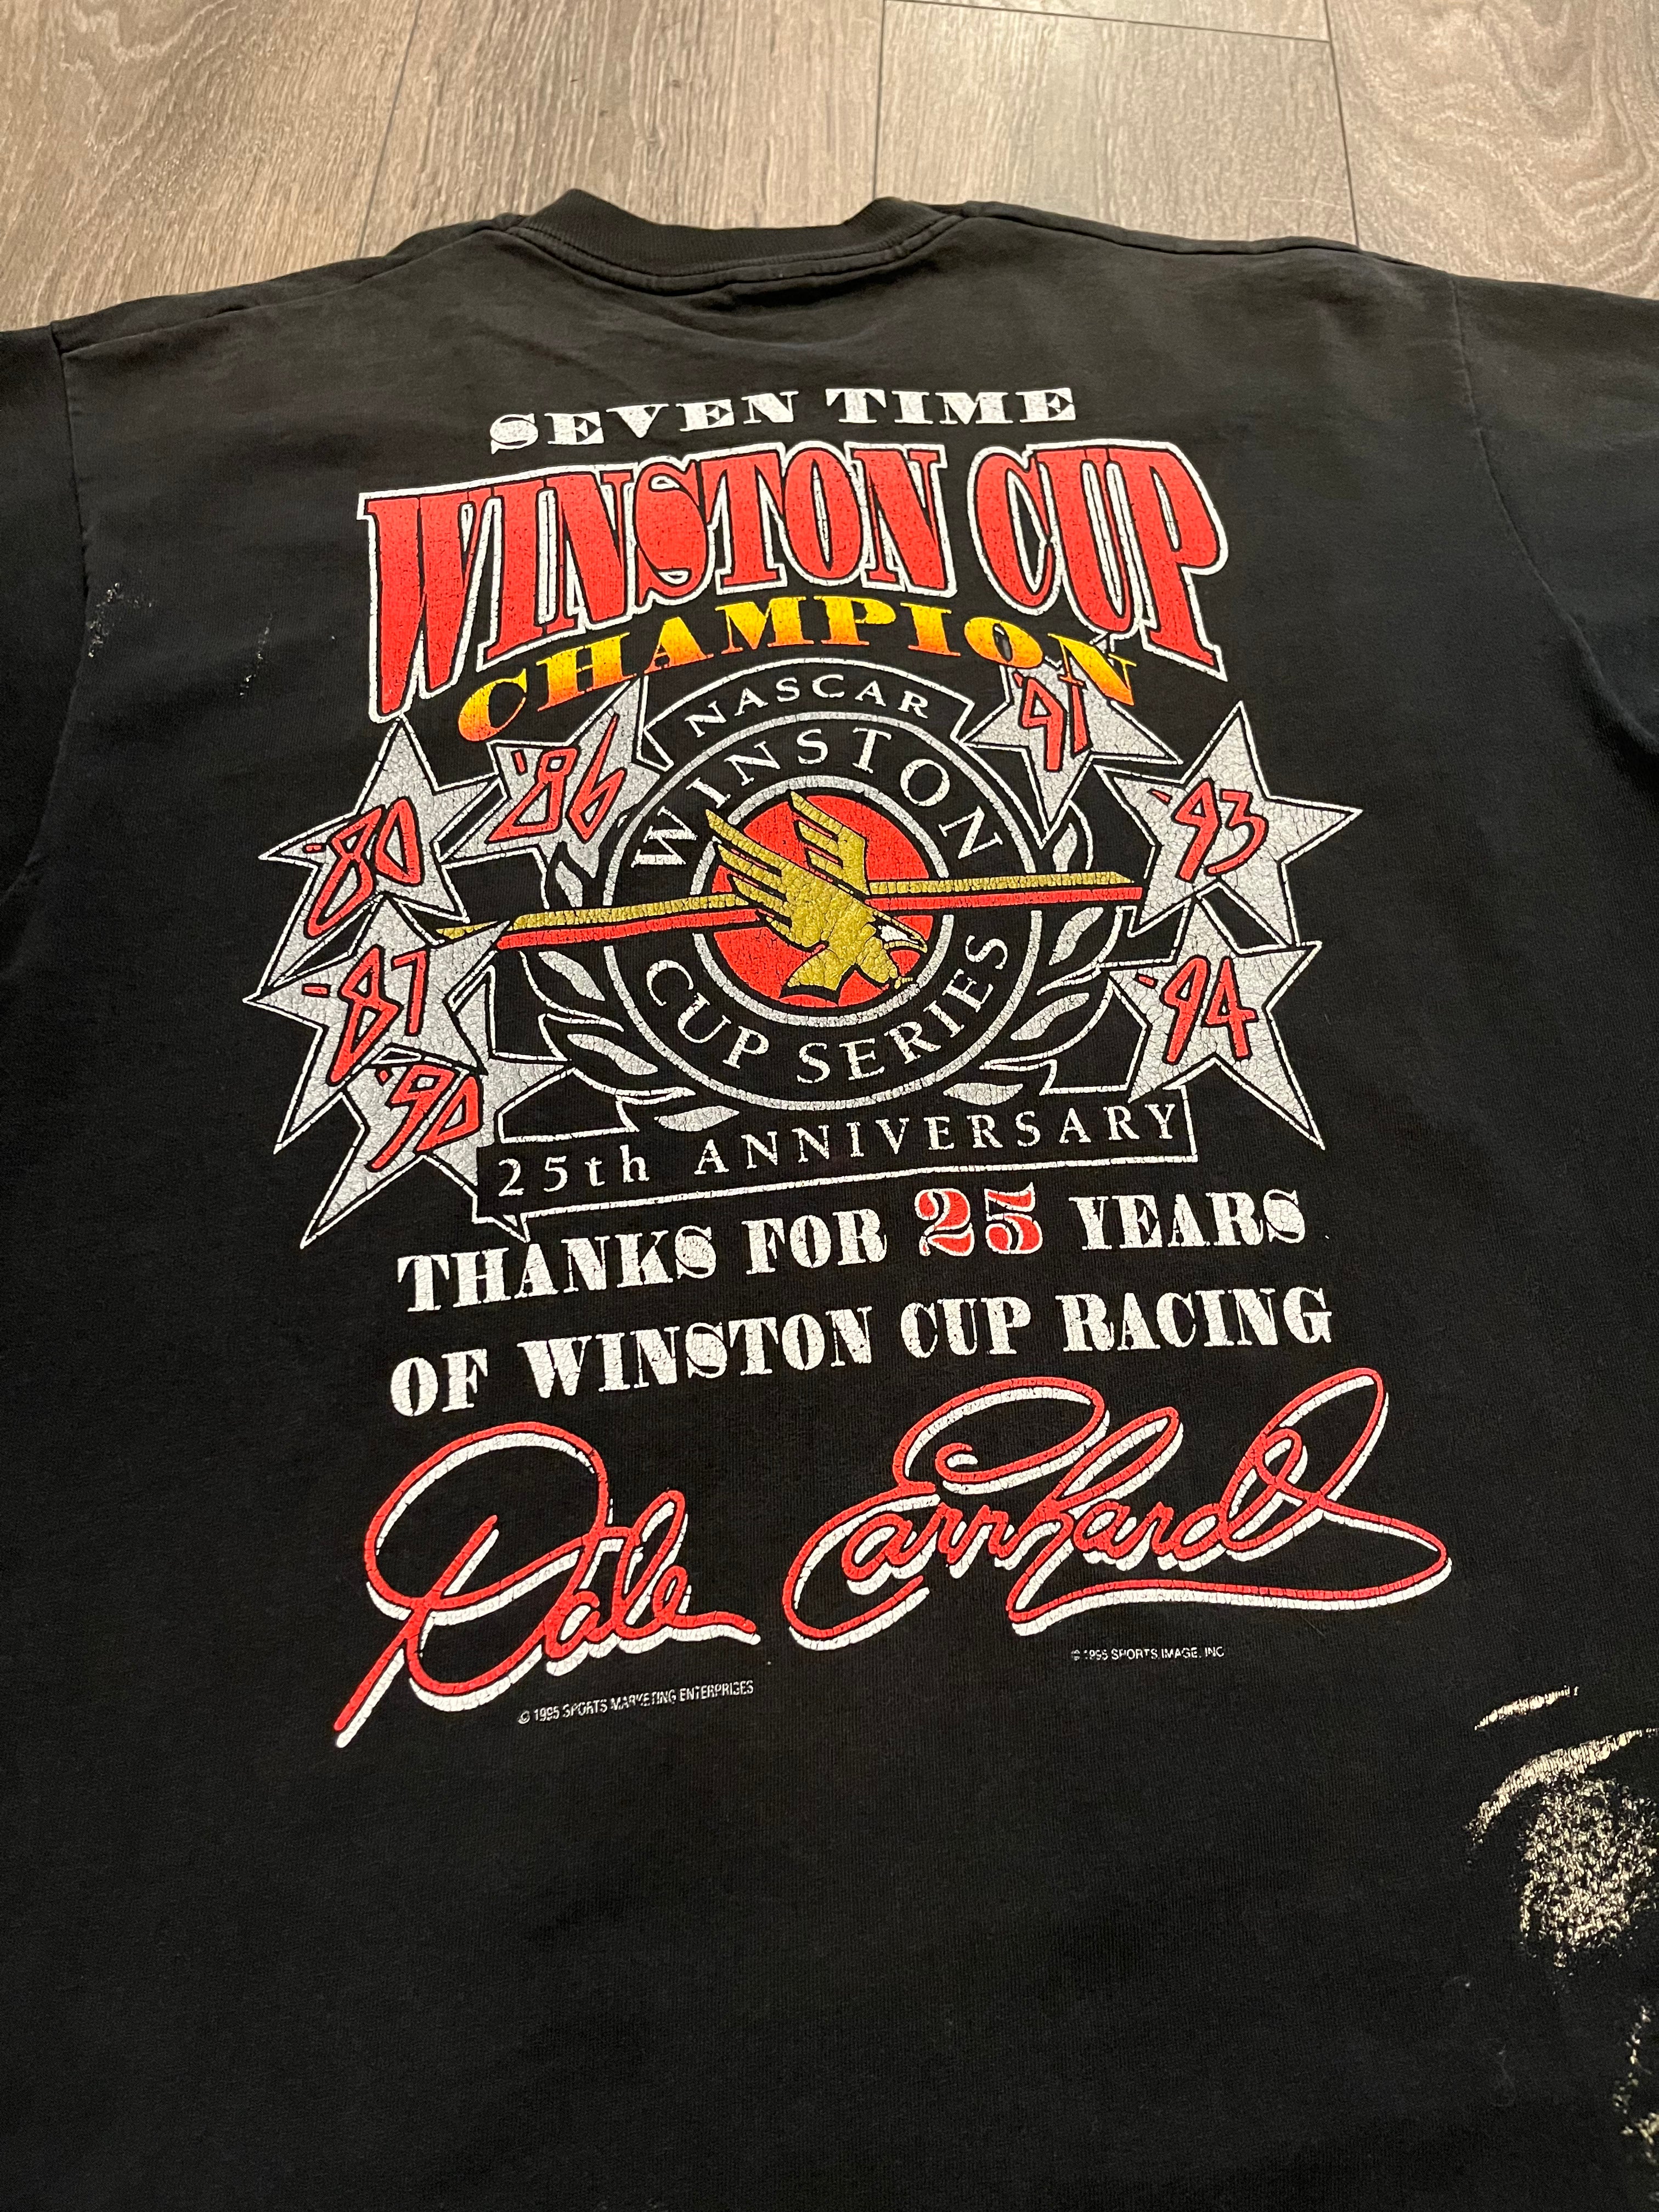 SEVEN TIME
WINSTON CUP
CHAMPION
NASCAR
WINSTON
CUP SERIES
'80
'86
'87
'90
'91
'93
'94
25th ANNIVERSARY
THANKS FOR 25 YEARS
OF WINSTON CUP RACING
Dale Earnhardt
© 1995 SPORTS MARKETING ENTERPRISES
© 1995 SPORTS IMAGE, INC